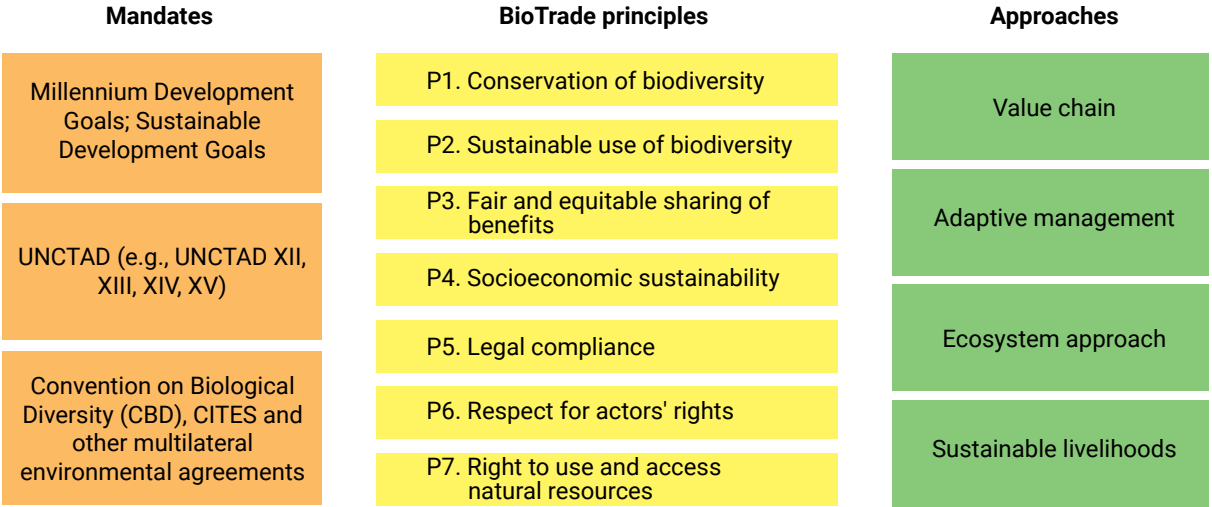 Mandates
Millennium Development
Goals; Sustainable
Development Goals
UNCTAD (e.g., UNCTAD XII,
XIII, XIV, XV)
Convention on Biological
Diversity (CBD), CITES and
other multilateral
environmental agreements
BioTrade principles
P1. Conservation of biodiversity
P2. Sustainable use of biodiversity
P3. Fair and equitable sharing of
benefits
P4. Socioeconomic sustainability
P5. Legal compliance
P6. Respect for actors' rights
P7. Right to use and access
natural resources
Approaches
Value chain
Adaptive management
Ecosystem approach
Sustainable livelihoods